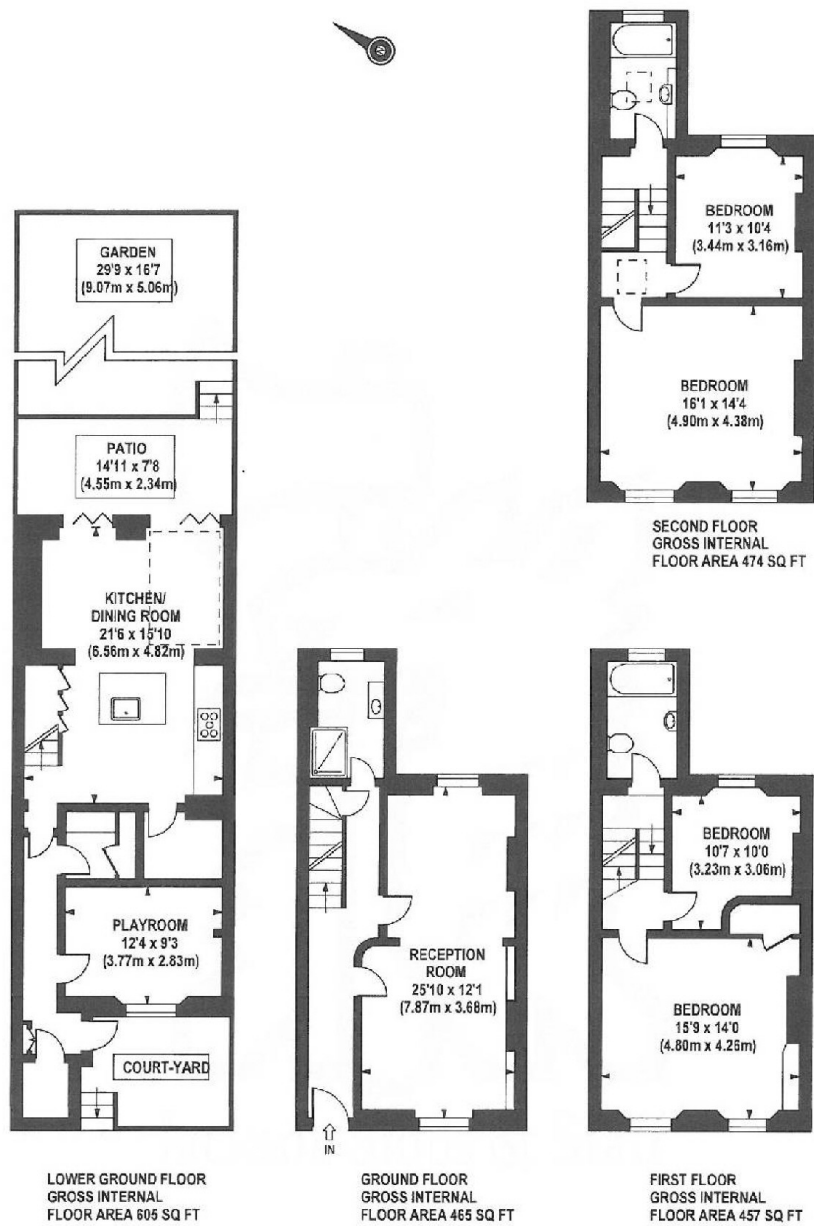 N
BEDROOM
11'3 x 10'4
(3.44m x 3.16m)
BEDROOM
16'1 x 14'4
(4.90m x 4.38m)
SECOND FLOOR
GROSS INTERNAL
FLOOR AREA 474 SQ FT
GARDEN
29'9 x 16'7
(9.07m x 5.06m)
PATIO
14'11 x 7'8
(4.55m x 2.34m)
KITCHEN/
DINING ROOM
21'6 x 15'10
(6.56m x 4.82m)
PLAYROOM
12'4 x 9'3
(3.77m x 2.83m)
COURT-YARD
LOWER GROUND FLOOR
GROSS INTERNAL
FLOOR AREA 605 SQ FT
RECEPTION
ROOM
25'10 x 12'1
(7.87m x 3.68m)
IN
GROUND FLOOR
GROSS INTERNAL
FLOOR AREA 465 SQ FT
BEDROOM
10'7 x 10'0
(3.23m x 3.06m)
BEDROOM
15'9 x 14'0
(4.80m x 4.26m)
FIRST FLOOR
GROSS INTERNAL
FLOOR AREA 457 SQ FT